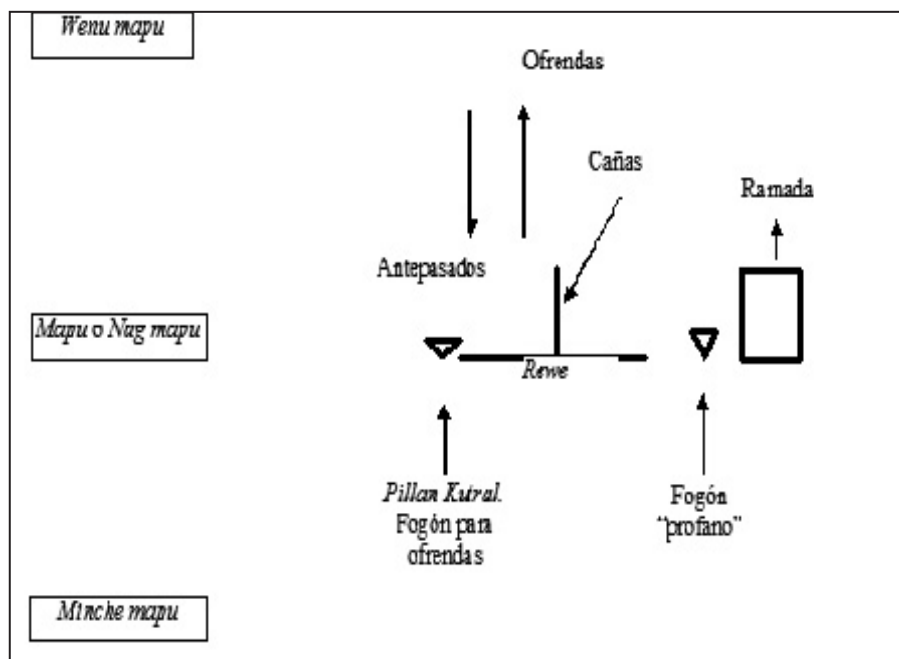 Wenu mapu
Ofrendas
Cañas
Ramada
Antepasados
Mapu o Nag mapu
Rewe
Pillan Kutral.
Fogón para
ofrendas
Fogón
“profano”
Minche mapu